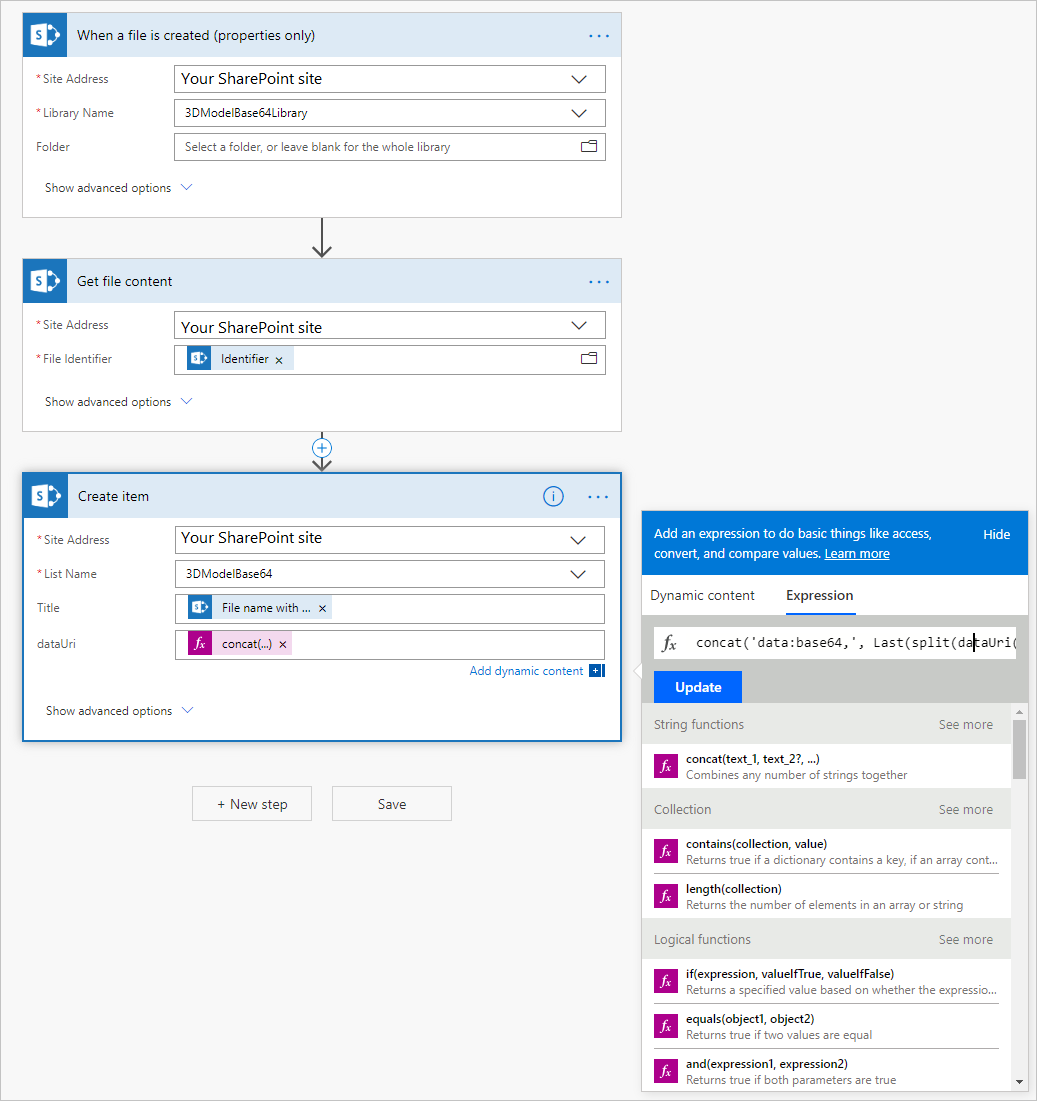 When a file is created (properties only)
* Site Address Your SharePoint site
* Library Name 3DModelBase64Library
Folder Select a folder, or leave blank for the whole library
Show advanced options
Get file content
* Site Address Your SharePoint site
* File Identifier Identifier ×
Show advanced options
Create item
* Site Address Your SharePoint site
* List Name 3DModelBase64
Title File name with ... ×
dataUri fx concat(...) ×
Add dynamic content +
Show advanced options
+ New step Save
Add an expression to do basic things like access,
convert, and compare values. Learn more
Hide
Dynamic content Expression
fx concat('data:base64,', Last(split(dataUri(
Update
String functions See more
fx concat(text_1, text_2?, ...)
Combines any number of strings together
Collection See more
fx contains(collection, value)
Returns true if a dictionary contains a key, if an array cont...
fx length(collection)
Returns the number of elements in an array or string
Logical functions See more
fx if(expression, valueIfTrue, valueIfFalse)
Returns a specified value based on whether the expressio...
fx equals(object1, object2)
Returns true if two values are equal
fx and(expression1, expression2)
Returns true if both parameters are true